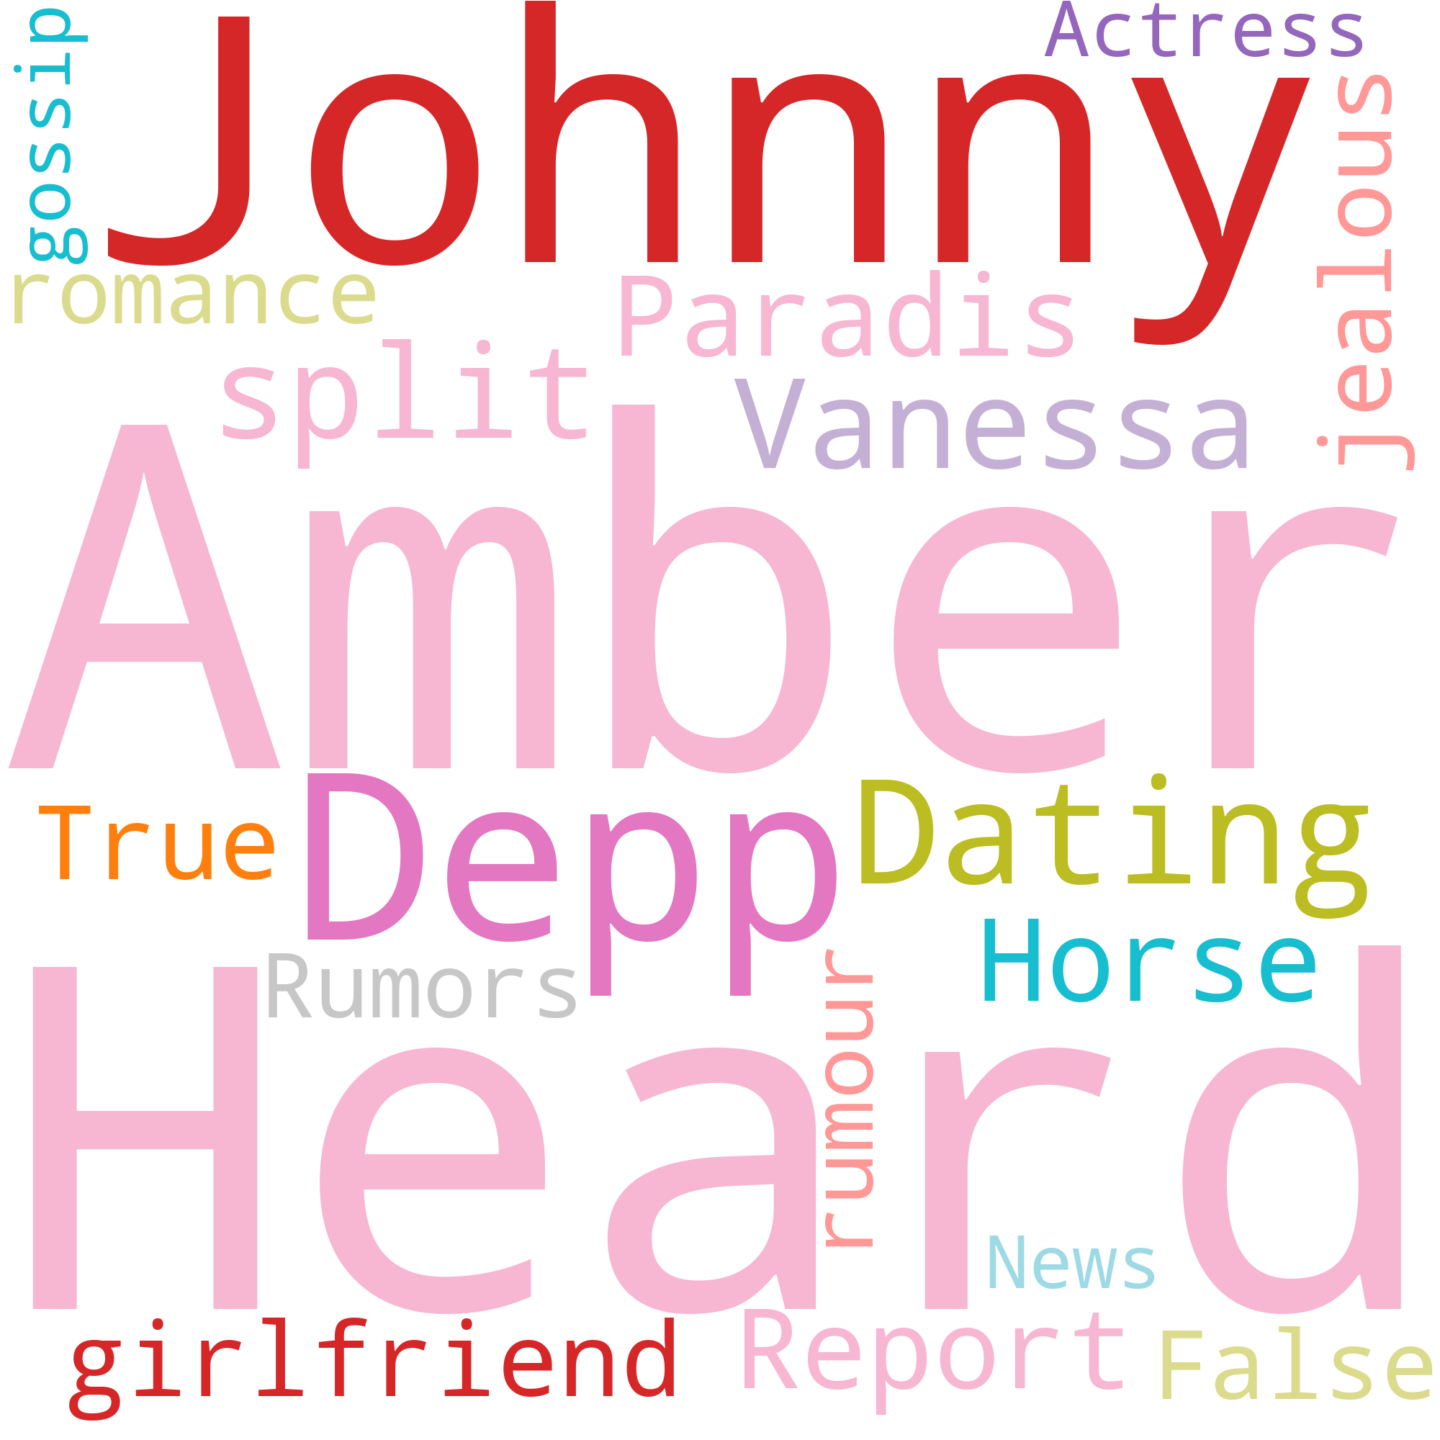 gossip
Johnny
Actress
jealous
romance
Paradis
split
Vanessa
Amber
True
Depp
Dating
Horse
Rumors
Heard
rumour
News
girlfriend
Report
False